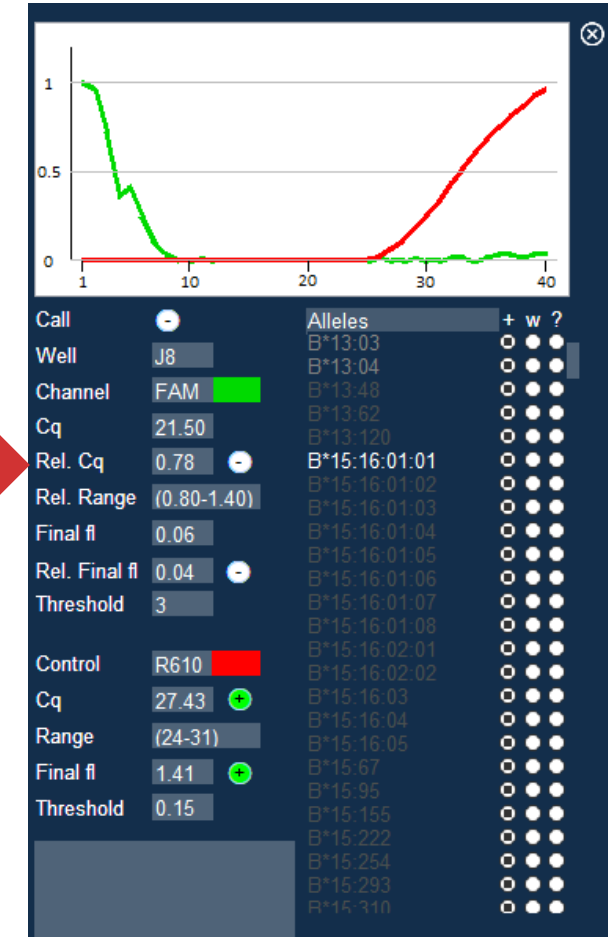 1
0.5
0
1 10 20 30 40
Call -
Well J8
Channel FAM
Cq 21.50
Rel. Cq 0.78 -
Rel. Range (0.80-1.40)
Final fl 0.06
Rel. Final fl 0.04 -
Threshold 3
Control R610
Cq 27.43 +
Range (24-31)
Final fl 1.41 +
Threshold 0.15
Alleles + w ?
B*13:03
B*13:04
B*13:48
B*13:62
B*13:120
B*15:16:01:01
B*15:16:01:02
B*15:16:01:03
B*15:16:01:04
B*15:16:01:05
B*15:16:01:06
B*15:16:01:07
B*15:16:01:08
B*15:16:02:01
B*15:16:02:02
B*15:16:03
B*15:16:04
B*15:16:05
B*15:67
B*15:95
B*15:155
B*15:222
B*15:254
B*15:293
B*15:310